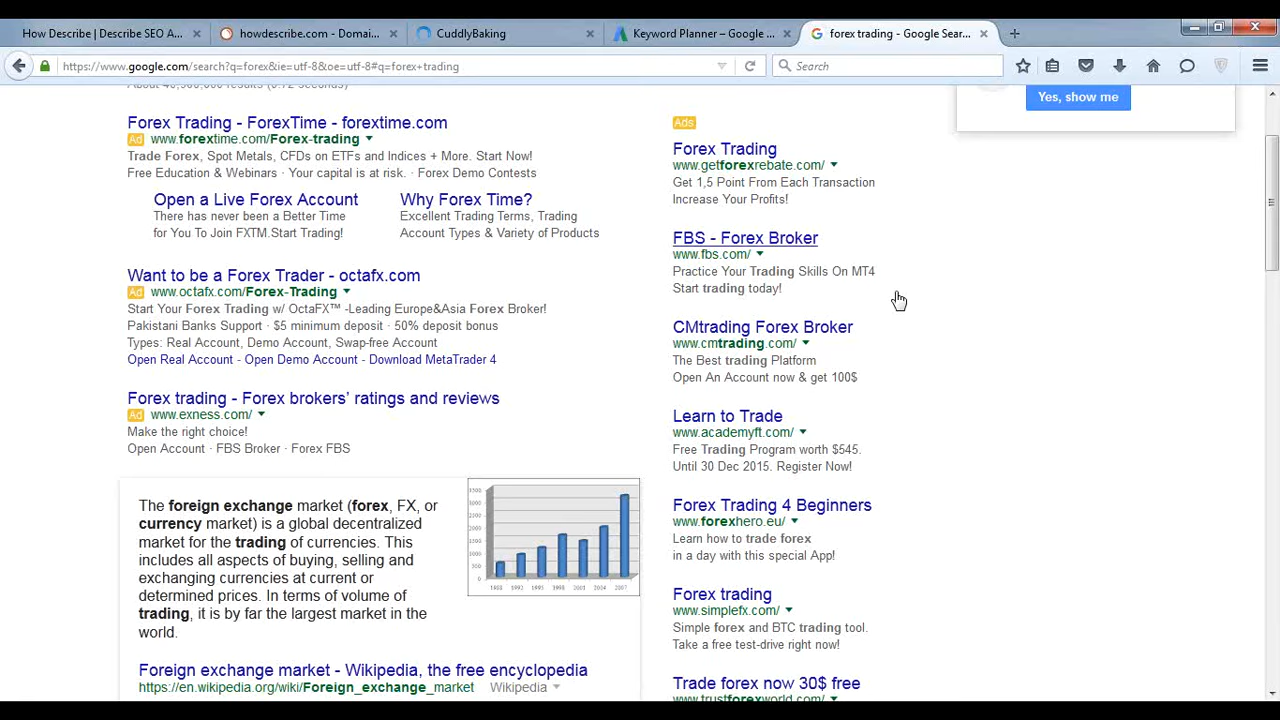 How Describe | Describe SEO A...
howdescribe.com - Domai...
CuddlyBaking
Keyword Planner – Google ...
forex trading - Google Sear...
https://www.google.com/search?q=forex&ie=utf-8&oe=utf-8#q=forex+trading
Search
Yes, show me
Forex Trading - ForexTime - forextime.com
Ad www.forextime.com/Forex-trading
Trade Forex, Spot Metals, CFDs on ETFs and Indices + More. Start Now!
Free Education & Webinars · Your capital is at risk. · Forex Demo Contests
Open a Live Forex Account
There has never been a Better Time
for You To Join FXTM.Start Trading!
Why Forex Time?
Excellent Trading Terms, Trading
Account Types & Variety of Products
Want to be a Forex Trader - octafx.com
Ad www.octafx.com/Forex-Trading
Start Your Forex Trading w/ OctaFX™ -Leading Europe&Asia Forex Broker!
Pakistani Banks Support · $5 minimum deposit · 50% deposit bonus
Types: Real Account, Demo Account, Swap-free Account
Open Real Account - Open Demo Account - Download MetaTrader 4
Forex trading - Forex brokers' ratings and reviews
Ad www.exness.com/
Make the right choice!
Open Account · FBS Broker · Forex FBS
The foreign exchange market (forex, FX, or
currency market) is a global decentralized
market for the trading of currencies. This
includes all aspects of buying, selling and
exchanging currencies at current or
determined prices. In terms of volume of
trading, it is by far the largest market in the
world.
Foreign exchange market - Wikipedia, the free encyclopedia
https://en.wikipedia.org/wiki/Foreign_exchange_market Wikipedia
Ads
Forex Trading
www.getforexrebate.com/
Get 1,5 Point From Each Transaction
Increase Your Profits!
FBS - Forex Broker
www.fbs.com/
Practice Your Trading Skills On MT4
Start trading today!
CMtrading Forex Broker
www.cmtrading.com/
The Best trading Platform
Open An Account now & get 100$
Learn to Trade
www.academyft.com/
Free Trading Program worth $545.
Until 30 Dec 2015. Register Now!
Forex Trading 4 Beginners
www.forexhero.eu/
Learn how to trade forex
in a day with this special App!
Forex trading
www.simplefx.com/
Simple forex and BTC trading tool.
Take a free test-drive right now!
Trade forex now 30$ free
www.trustforexworld.com/